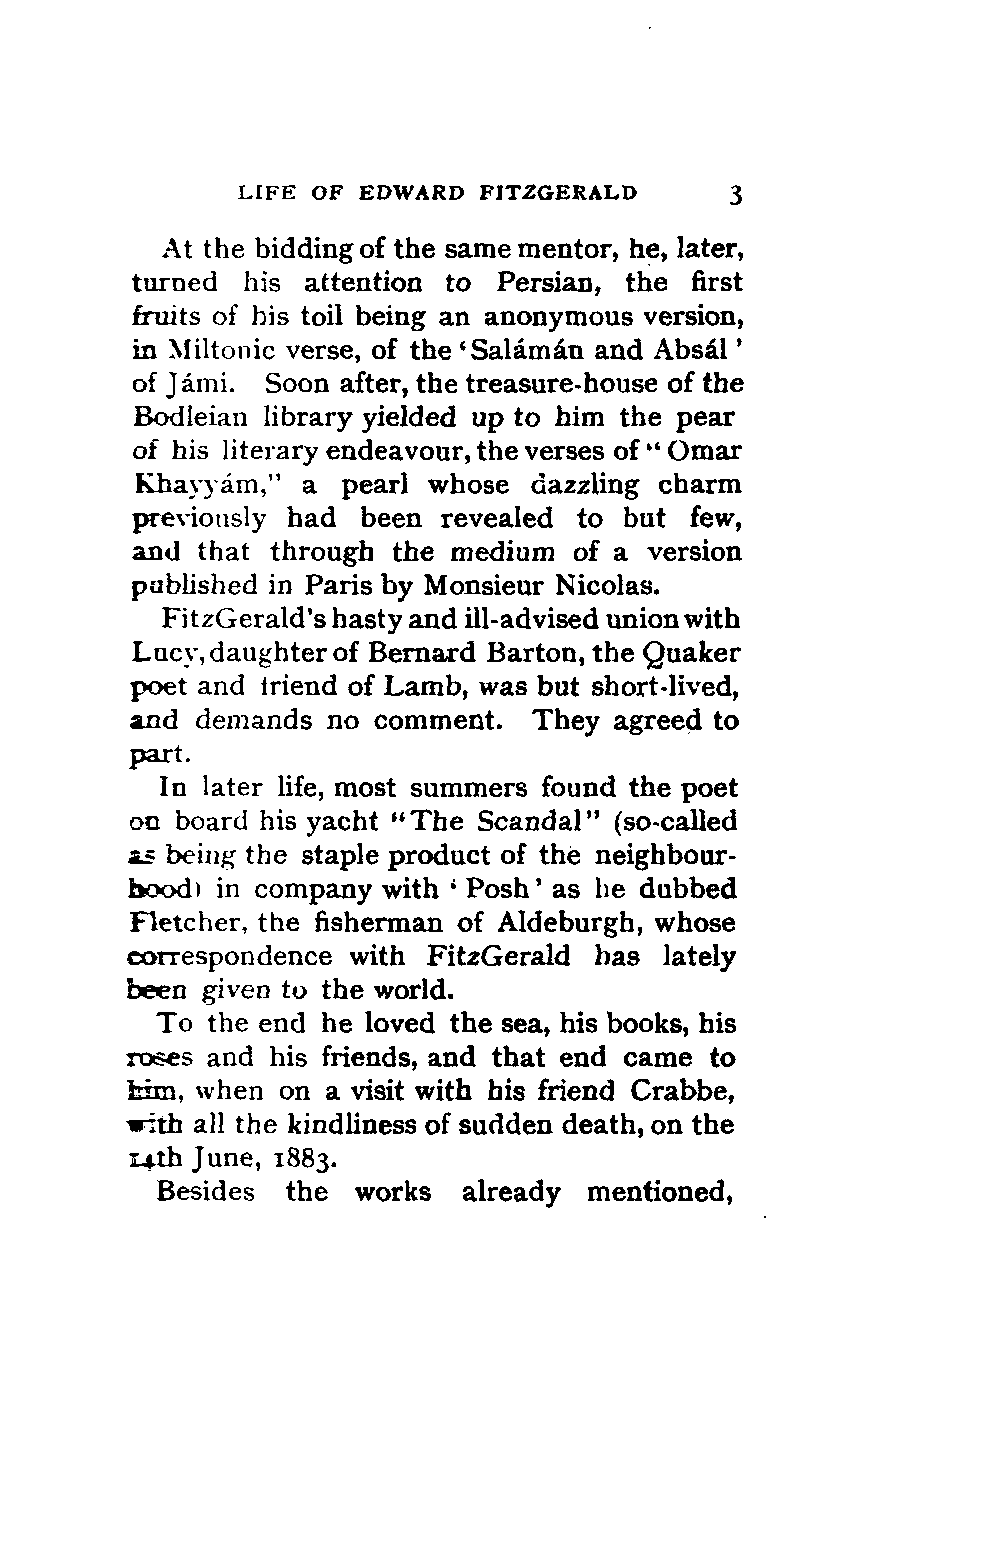 LIFE OF EDWARD FITZGERALD 3
At the bidding of the same mentor, he, later,
turned his attention to Persian, the first
fruits of his toil being an anonymous version,
in Miltonic verse, of the ‘Salámán and Absál’
of Jámi. Soon after, the treasure-house of the
Bodleian library yielded up to him the pear
of his literary endeavour, the verses of “Omar
Khayyám,” a pearl whose dazzling charm
previously had been revealed to but few,
and that through the medium of a version
published in Paris by Monsieur Nicolas.
FitzGerald's hasty and ill-advised union with
Lucy, daughter of Bernard Barton, the Quaker
poet and friend of Lamb, was but short-lived,
and demands no comment. They agreed to
part.
In later life, most summers found the poet
on board his yacht “The Scandal” (so-called
as being the staple product of the neighbour-
hood) in company with ‘Posh’ as he dubbed
Fletcher, the fisherman of Aldeburgh, whose
correspondence with FitzGerald has lately
been given to the world.
To the end he loved the sea, his books, his
roses and his friends, and that end came to
him, when on a visit with his friend Crabbe,
with all the kindliness of sudden death, on the
14th June, 1883.
Besides the works already mentioned,